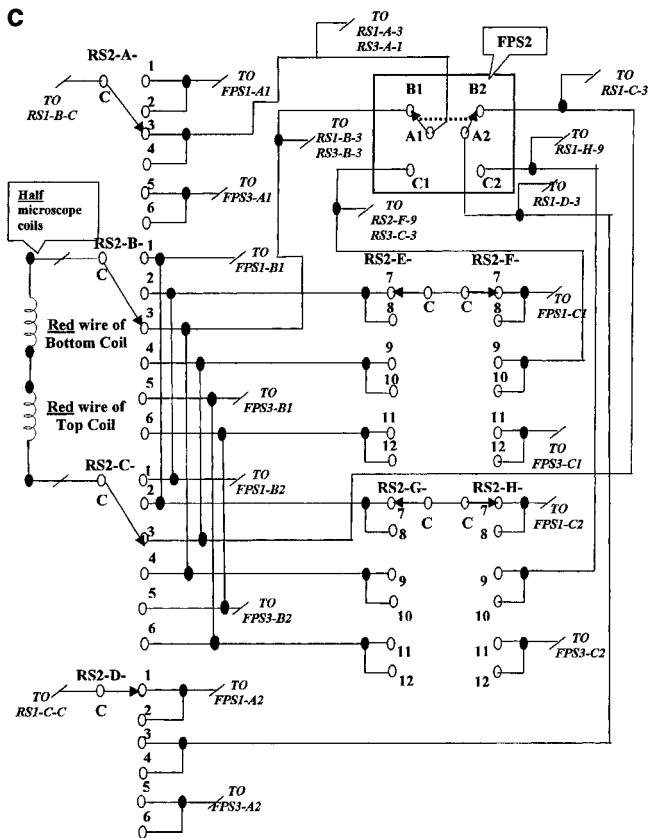 C
TO
RS1-A-3
RS3-A-1
FPS2
RS2-A-
1
TO
FPS1-A1
C
TO
RS1-B-C
2
3
4
5
TO
FPS3-A1
6
B1
B2
A1
A2
C1
C2
TO
RS1-C-3
TO
RS1-B-3
RS3-B-3
TO
RS1-H-9
TO
RS1-D-3
TO
RS2-F-9
RS3-C-3
Half
microscope
coils
RS2-B-
1
C
TO
FPS1-B1
2
3
4
5
TO
FPS3-B1
6
Red wire of
Bottom Coil
Red wire of
Top Coil
RS2-E-
7
8
C
9
10
11
12
RS2-F-
7
8
C
TO
FPS1-C1
9
10
11
12
TO
FPS3-C1
RS2-C-
1
C
TO
FPS1-B2
2
3
4
5
TO
FPS3-B2
6
RS2-G-
7
8
C
9
10
11
12
RS2-H-
7
8
C
TO
FPS1-C2
9
10
11
12
TO
FPS3-C2
RS2-D-
1
TO
RS1-C-C
C
TO
FPS1-A2
2
3
4
5
TO
FPS3-A2
6